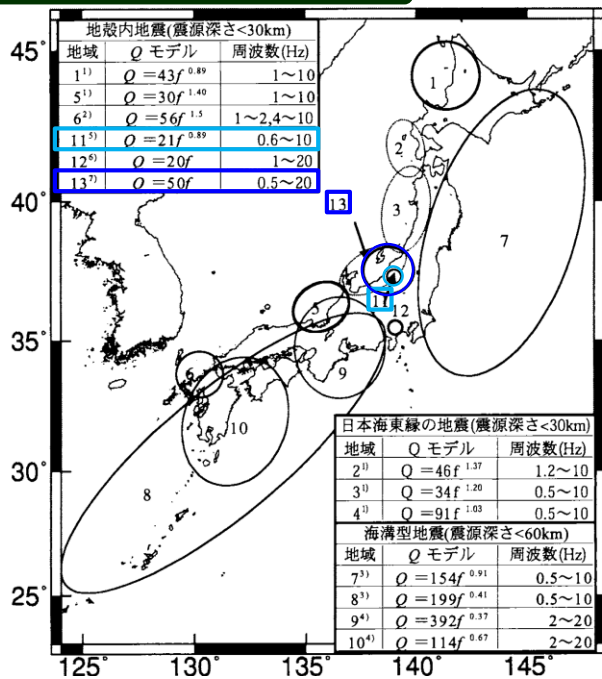 地殻内地震(震源深さ<30km)
地域 Q モデル 周波数(Hz)
1¹⁾ Q =43f ^0.89 1～10
5¹⁾ Q =30f ^1.40 1～10
6²⁾ Q =56f ^1.5 1～2,4～10
11⁵⁾ Q =21f ^0.89 0.6～10
12⁶⁾ Q =20f 1～20
13⁷⁾ Q =50f 0.5～20
45°
40°
35°
30°
25°
1
2
3
13
7
11
12
5
6
9
10
8
日本海東縁の地震(震源深さ<30km)
地域 Q モデル 周波数(Hz)
2¹⁾ Q =46f ^1.37 1.2～10
3¹⁾ Q =34f ^1.20 0.5～10
4¹⁾ Q =91f ^1.03 0.5～10
海溝型地震(震源深さ<60km)
地域 Q モデル 周波数(Hz)
7³⁾ Q =154f ^0.91 0.5～10
8³⁾ Q =199f ^0.41 0.5～10
9⁴⁾ Q =392f ^0.37 2～20
10⁴⁾ Q =114f ^0.67 2～20
125° 130° 135° 140° 145°